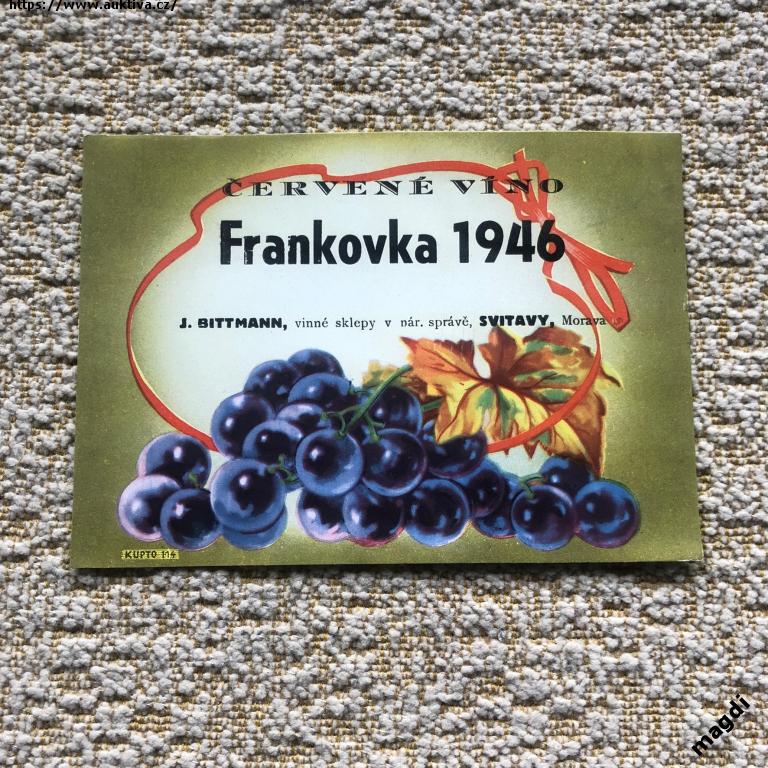 https://www.auktiva.cz/
ČERVENÉ VÍNO
Frankovka 1946
J. BITTMANN, vinné sklepy v nár. správě, SVITAVY, Morava
KUPTO 114
magdi